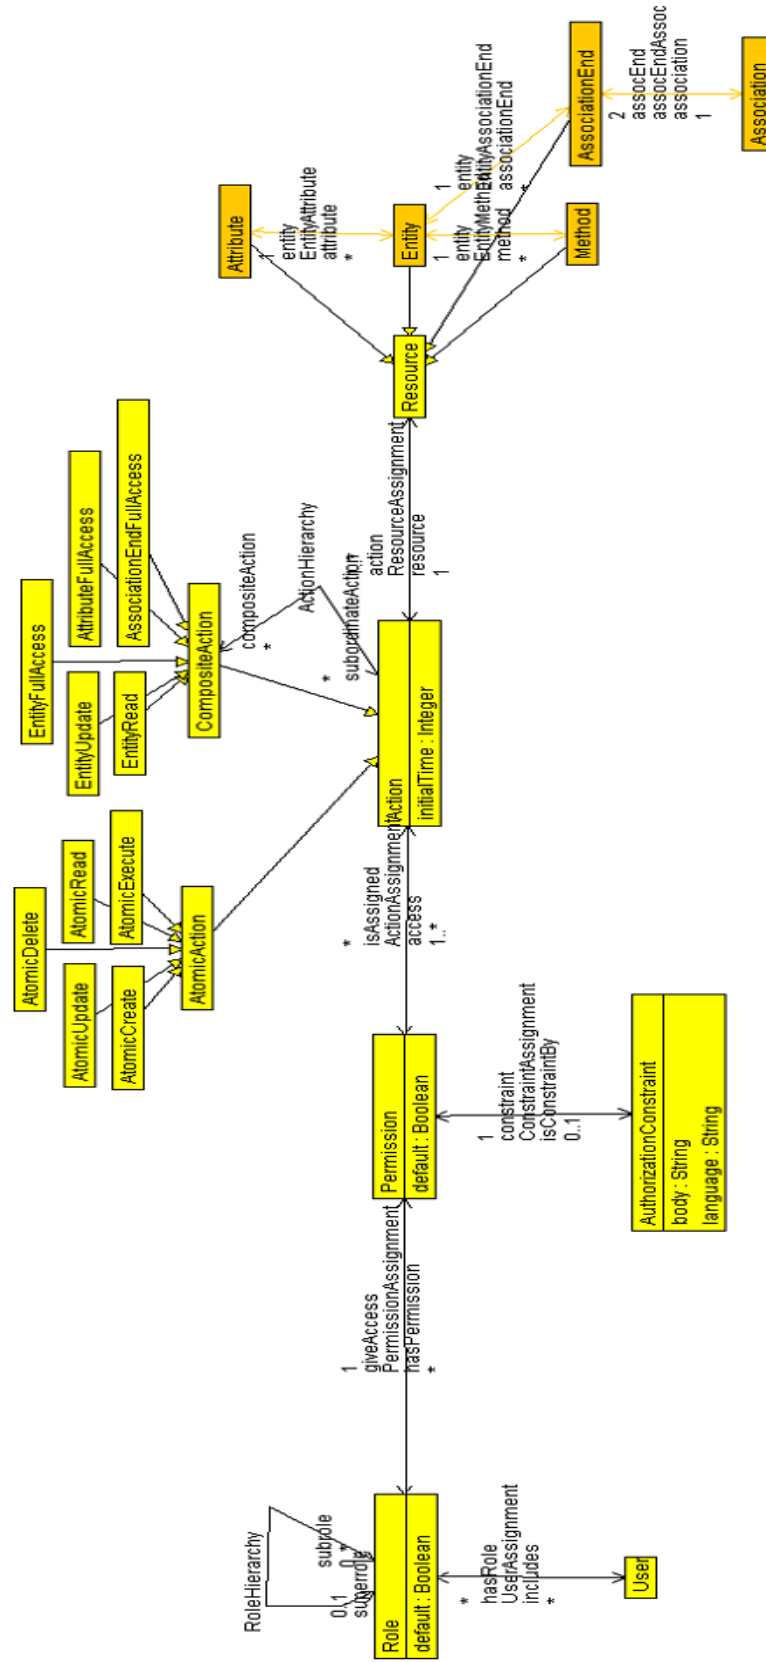 RoleHierarchy
0..1
superrole
subrole
0..*
Role
default : Boolean
*
hasRole
UserAssignment
includes
*
User
1
giveAccess
PermissionAssignment
hasPermission
*
Permission
default : Boolean
1
constraint
ConstraintAssignment
isConstraintBy
0..1
AuthorizationConstraint
body : String
language : String
*
isAssigned
ActionAssignment
access
1..*
Action
initialTime : Integer
AtomicDelete
AtomicUpdate
AtomicRead
AtomicCreate
AtomicExecute
AtomicAction
EntityFullAccess
EntityUpdate
AttributeFullAccess
EntityRead
AssociationEndFullAccess
CompositeAction
compositeAction
*
ActionHierarchy
*
subordinateAction
action
ResourceAssignment
resource
1
Resource
Attribute
1
entity
EntityAttribute
attribute
*
Entity
1
entity
EntityAssociationEnd
associationEnd
*
1
entity
EntityMeth
method
*
Method
AssociationEnd
2
assocEnd
assocEndAssoc
association
1
Association